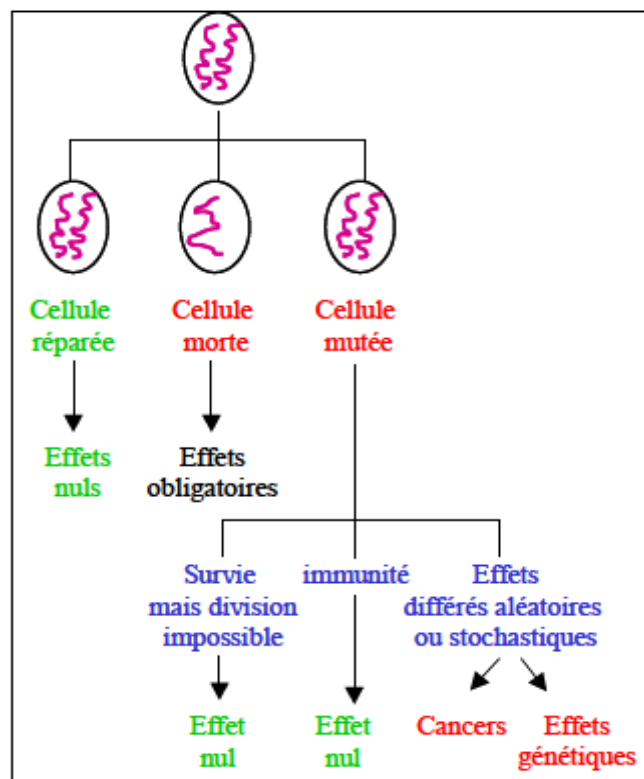 Cellule
réparée
Cellule
morte
Cellule
mutée
Effets
nuls
Effets
obligatoires
Survie
mais division
impossible
immunité
Effets
différés aléatoires
ou stochastiques
Effet
nul
Effet
nul
Cancers
Effets
génétiques